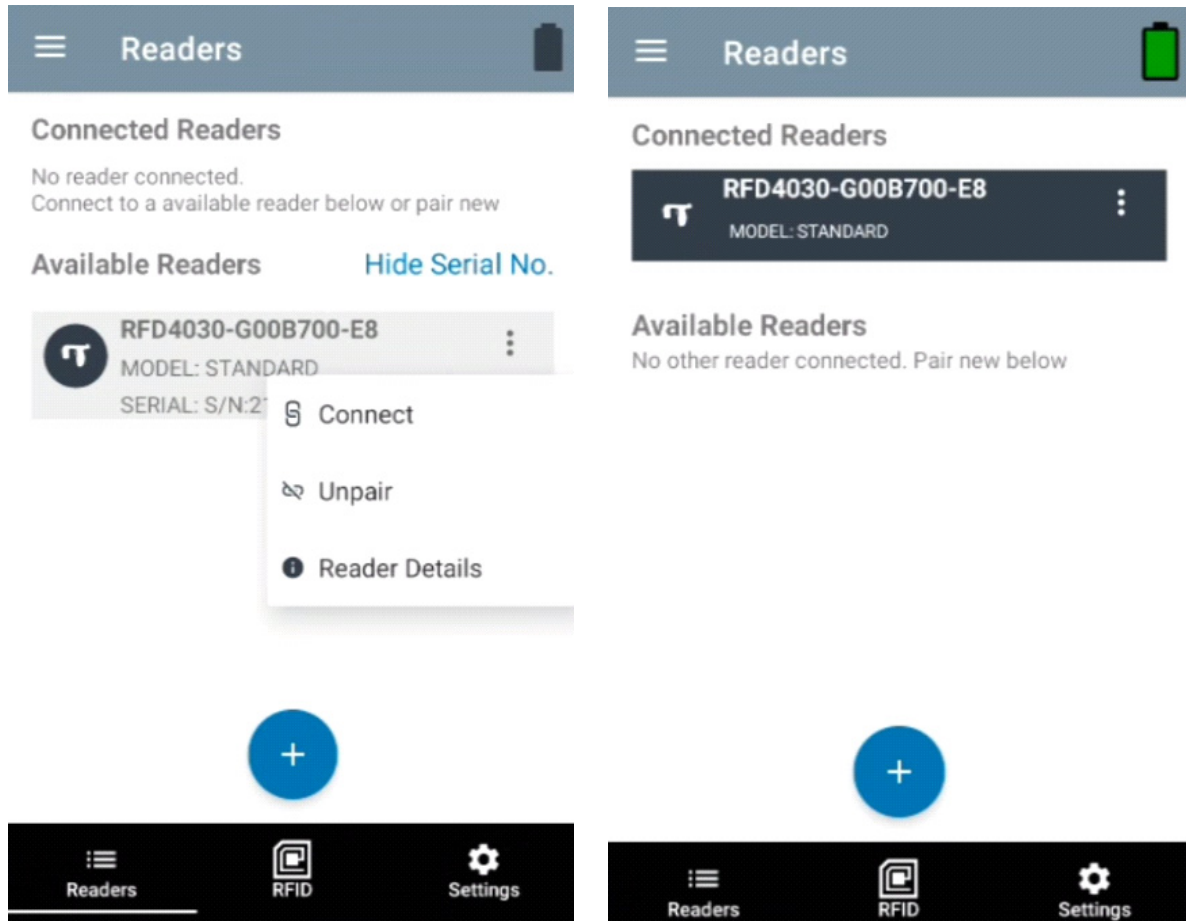 Readers
Connected Readers
No reader connected.
Connect to a available reader below or pair new
Available Readers
Hide Serial No.
RFD4030-G00B700-E8
MODEL: STANDARD
SERIAL: S/N:2
Connect
Unpair
Reader Details
+
Readers
RFID
Settings
Readers
Connected Readers
RFD4030-G00B700-E8
MODEL: STANDARD
Available Readers
No other reader connected. Pair new below
+
Readers
RFID
Settings